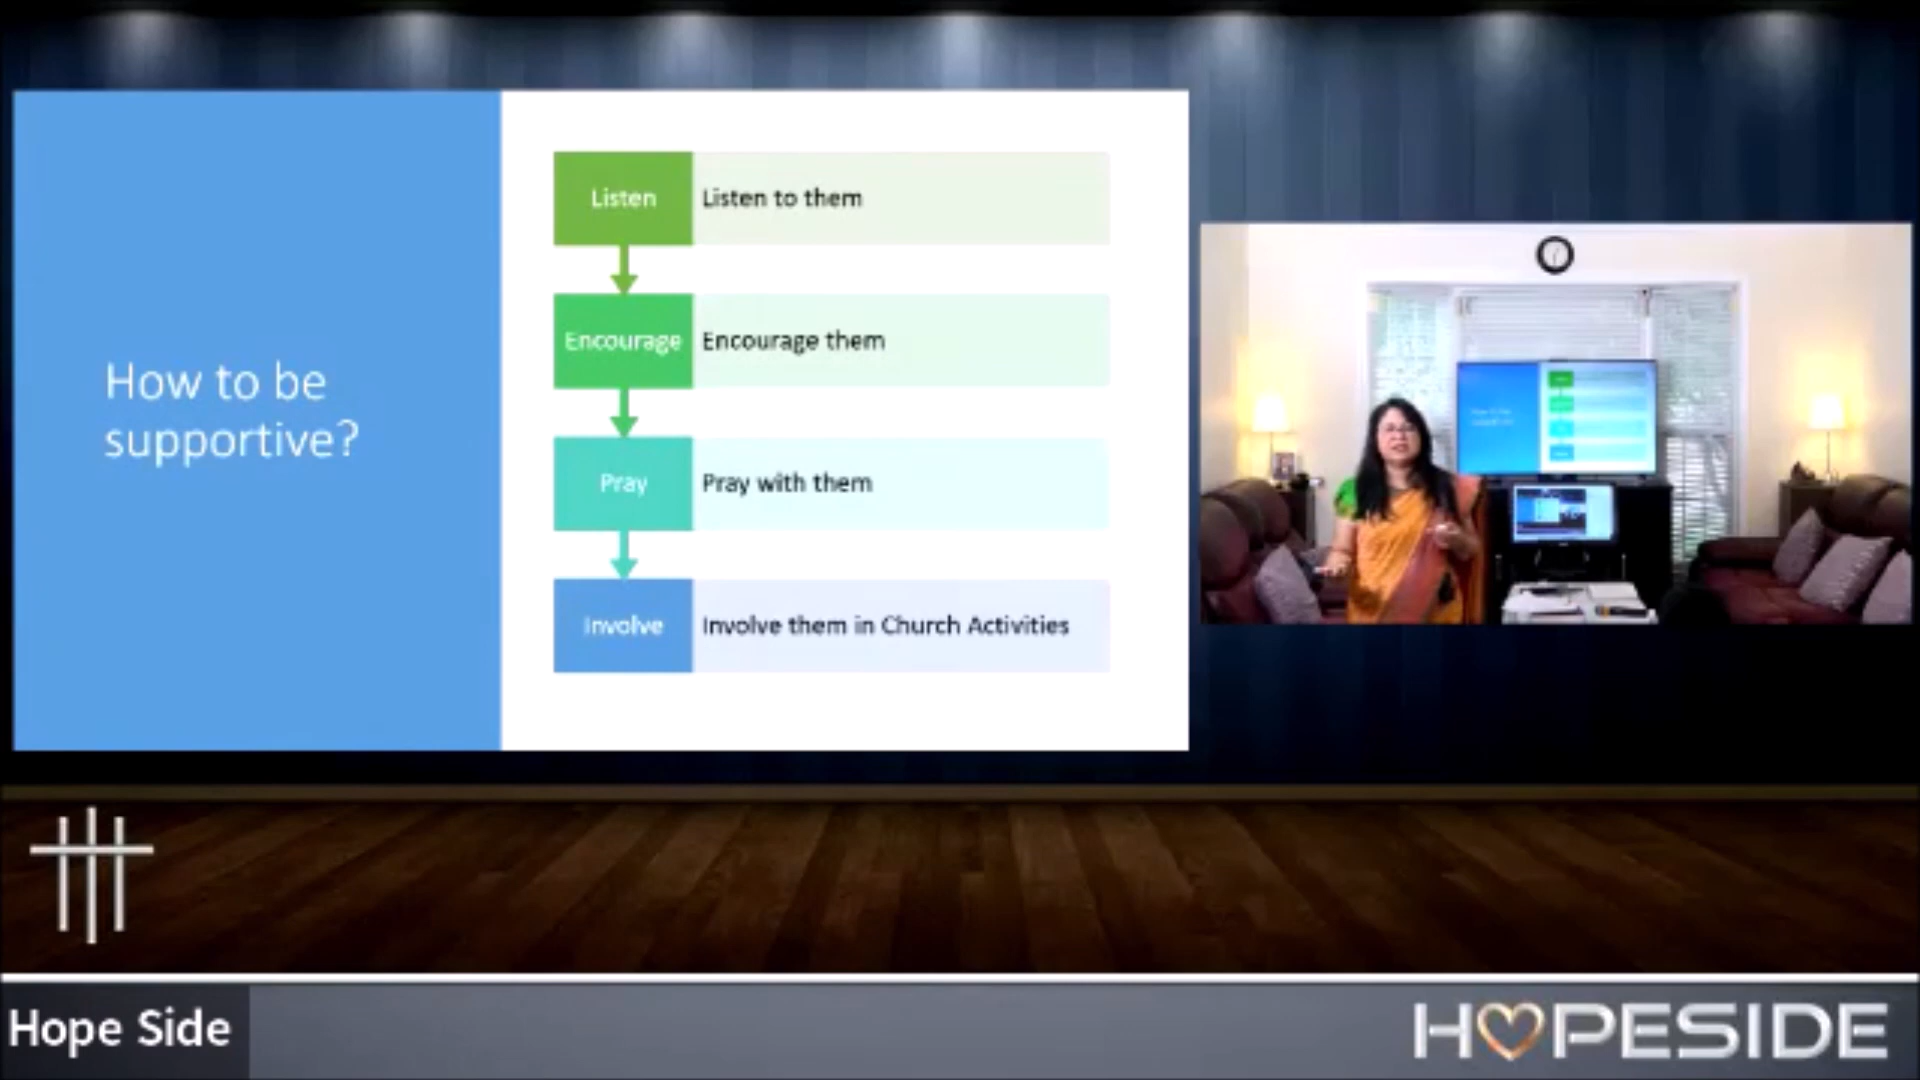 How to be
supportive?
Listen
Listen to them
Encourage
Encourage them
Pray
Pray with them
Involve
Involve them in Church Activities
Hope Side
HOPESIDE